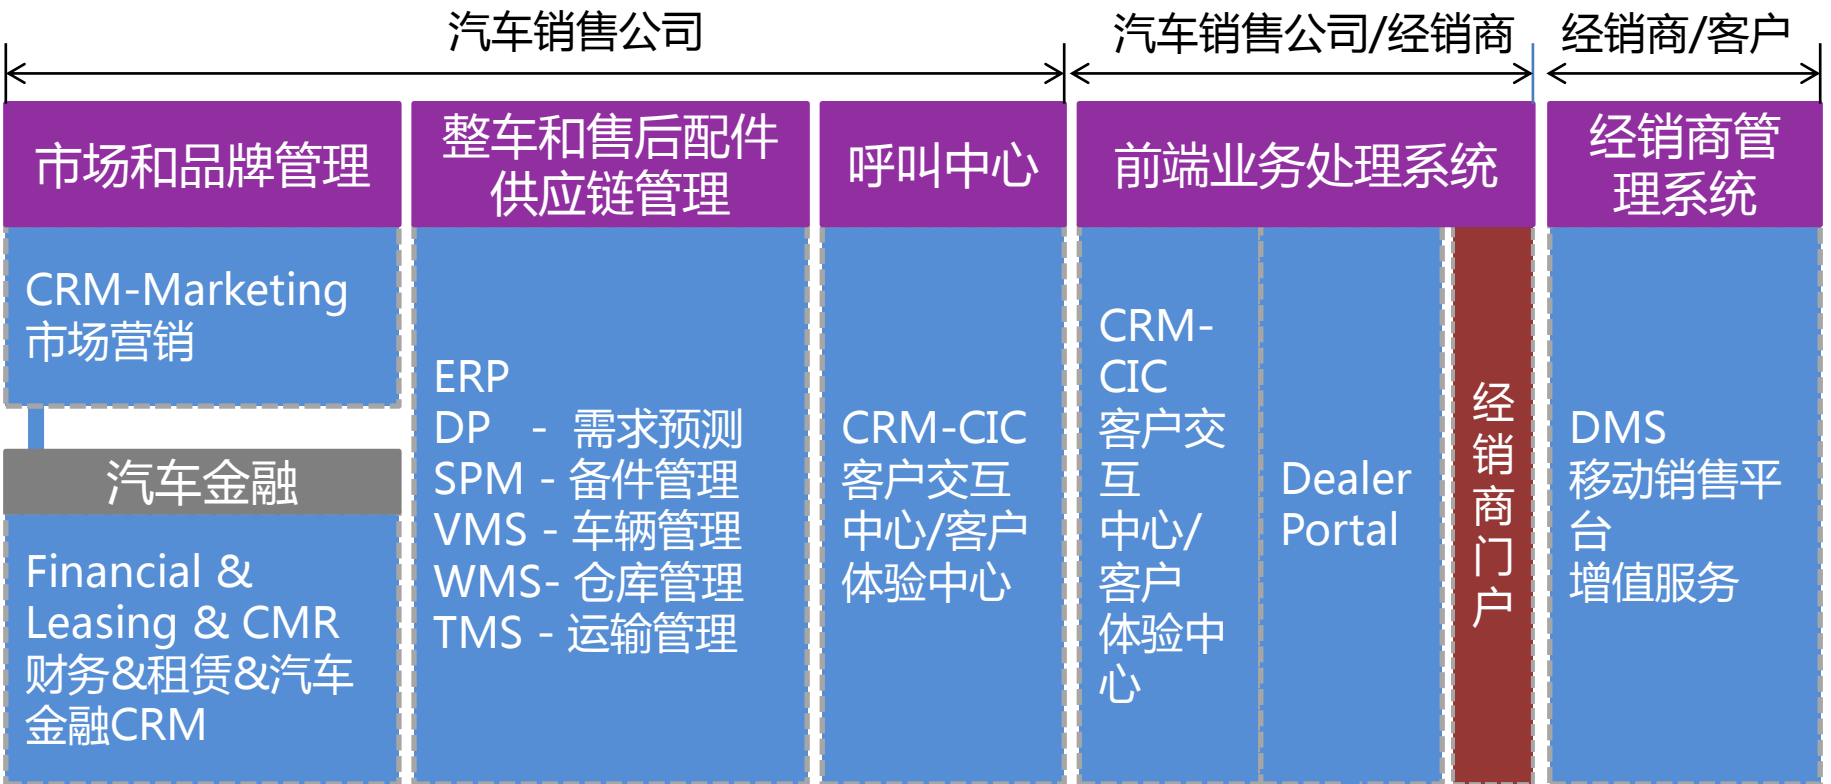 汽车销售公司
汽车销售公司/经销商
经销商/客户
市场和品牌管理
整车和售后配件
供应链管理
呼叫中心
前端业务处理系统
经销商管
理系统
CRM-Marketing
市场营销
汽车金融
Financial &
Leasing & CMR
财务&租赁&汽车
金融CRM
ERP
DP - 需求预测
SPM - 备件管理
VMS - 车辆管理
WMS- 仓库管理
TMS - 运输管理
CRM-CIC
客户交互
中心/客户
体验中心
CRM-
CIC
客户交
互
中心/
客户
体验中
心
Dealer
Portal
经销商门户
DMS
移动销售平
台
增值服务